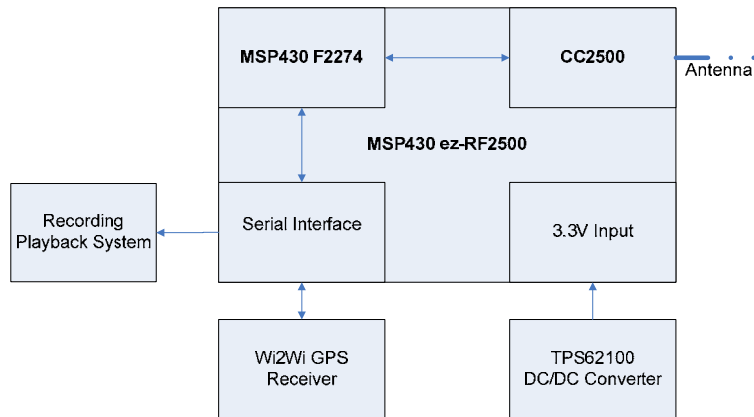 MSP430 F2274
CC2500
Antenna
MSP430 ez-RF2500
Recording
Playback System
Serial Interface
3.3V Input
Wi2Wi GPS
Receiver
TPS62100
DC/DC Converter